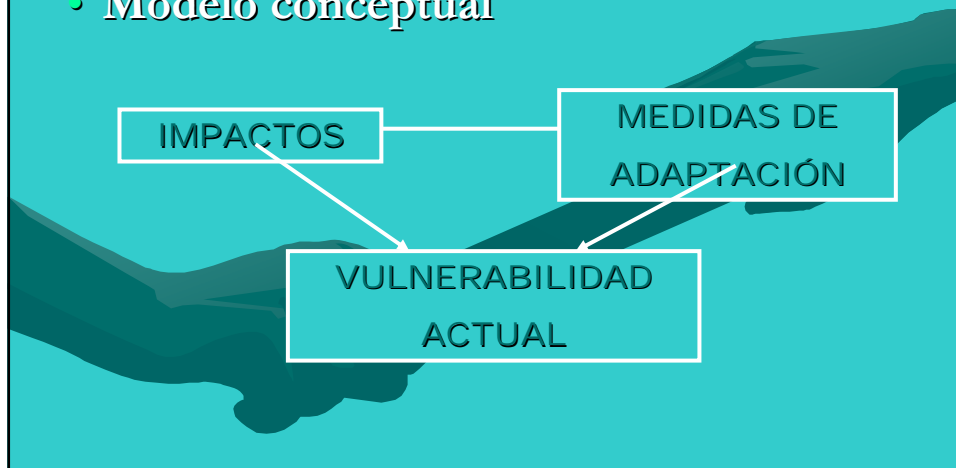 • Modelo conceptual
IMPACTOS
MEDIDAS DE
ADAPTACIÓN
VULNERABILIDAD
ACTUAL